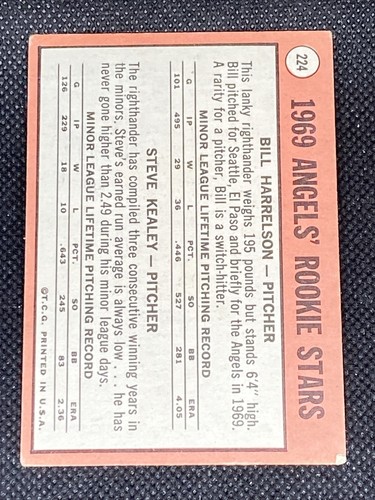 224
1969 ANGELS' ROOKIE STARS
BILL HARRELSON — PITCHER
This lanky righthander weighs 195 pounds but stands 6'4" high.
Bill pitched for Seattle, El Paso and briefly for the Angels in 1969.
A rarity for a pitcher, Bill is a switch-hitter.
MINOR LEAGUE LIFETIME PITCHING RECORD
G IP W L PCT. SO BB ERA
101 495 29 36 .446 527 281 4.05
STEVE KEALEY — PITCHER
The righthander has compiled three consecutive winning years in
the minors, Steve's earned run average is always low . . . he has
never gone higher than 2.49 during his minor league days.
MINOR LEAGUE LIFETIME PITCHING RECORD
G IP W L PCT. SO BB ERA
126 229 18 10 .643 245 83 2.36
©T.C.G. PRINTED IN U.S.A.